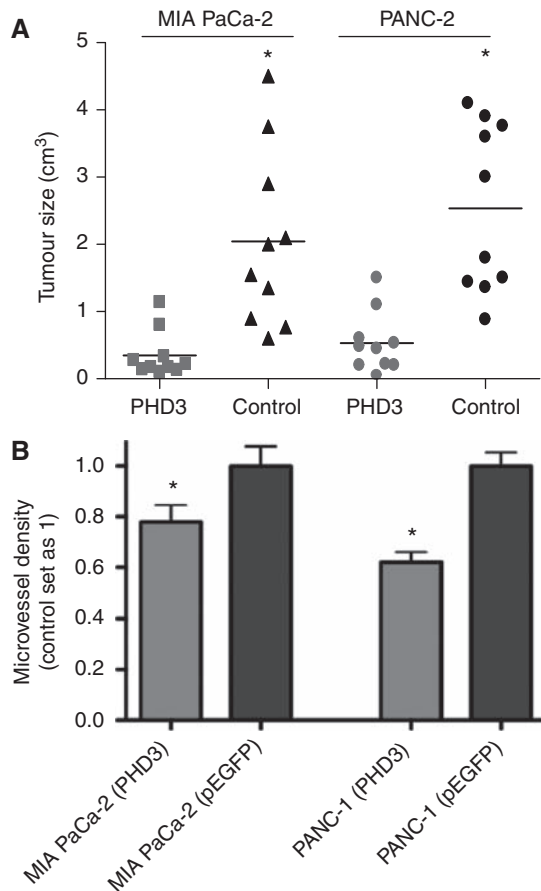 A
MIA PaCa-2 PANC-2
* *
5
4
3
2
1
0
Tumour size (cm³)
PHD3 Control PHD3 Control
B
1.0
0.8
0.6
0.4
0.2
0.0
Microvessel density
(control set as 1)
* *
MIA PaCa-2 (PHD3)
MIA PaCa-2 (pEGFP)
PANC-1 (PHD3)
PANC-1 (pEGFP)